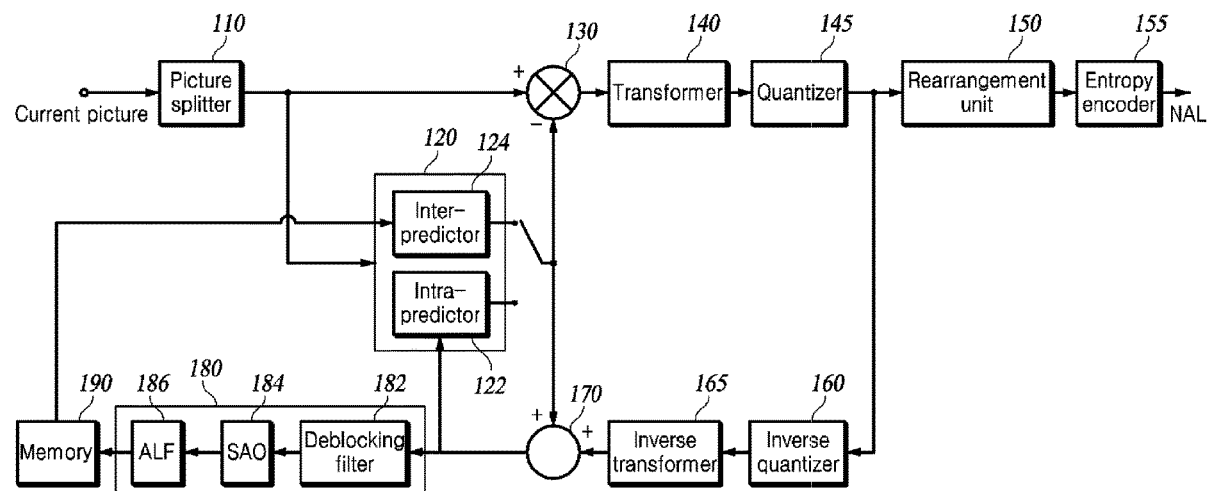 110
130
140
145
150
155
Current picture
Picture
splitter
+
−
Transformer
Quantizer
Rearrangement
unit
Entropy
encoder
NAL
120
124
Inter-
predictor
Intra-
predictor
122
190
186
180
184
182
170
165
160
Memory
ALF
SAO
Deblocking
filter
+
+
Inverse
transformer
Inverse
quantizer